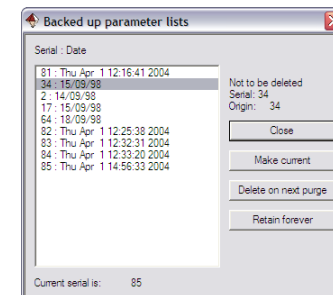 Backed up parameter lists
Serial : Date
81 : Thu Apr 1 12:16:41 2004
34 : 15/09/98
2 : 14/09/98
17 : 15/09/98
64 : 18/09/98
82 : Thu Apr 1 12:25:38 2004
83 : Thu Apr 1 12:32:31 2004
84 : Thu Apr 1 12:33:20 2004
85 : Thu Apr 1 14:56:33 2004
Not to be deleted
Serial: 34
Origin: 34
Close
Make current
Delete on next purge
Retain forever
Current serial is: 85